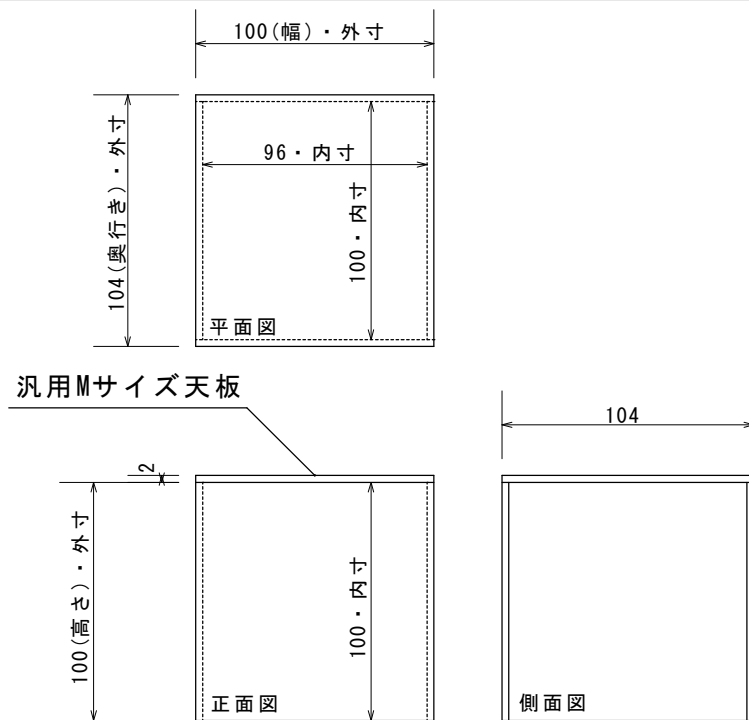 100(幅)・外寸
104(奥行き)・外寸
96・内寸
100・内寸
平面図
汎用Mサイズ天板
104
2
100(高さ)・外寸
100・内寸
正面図
側面図